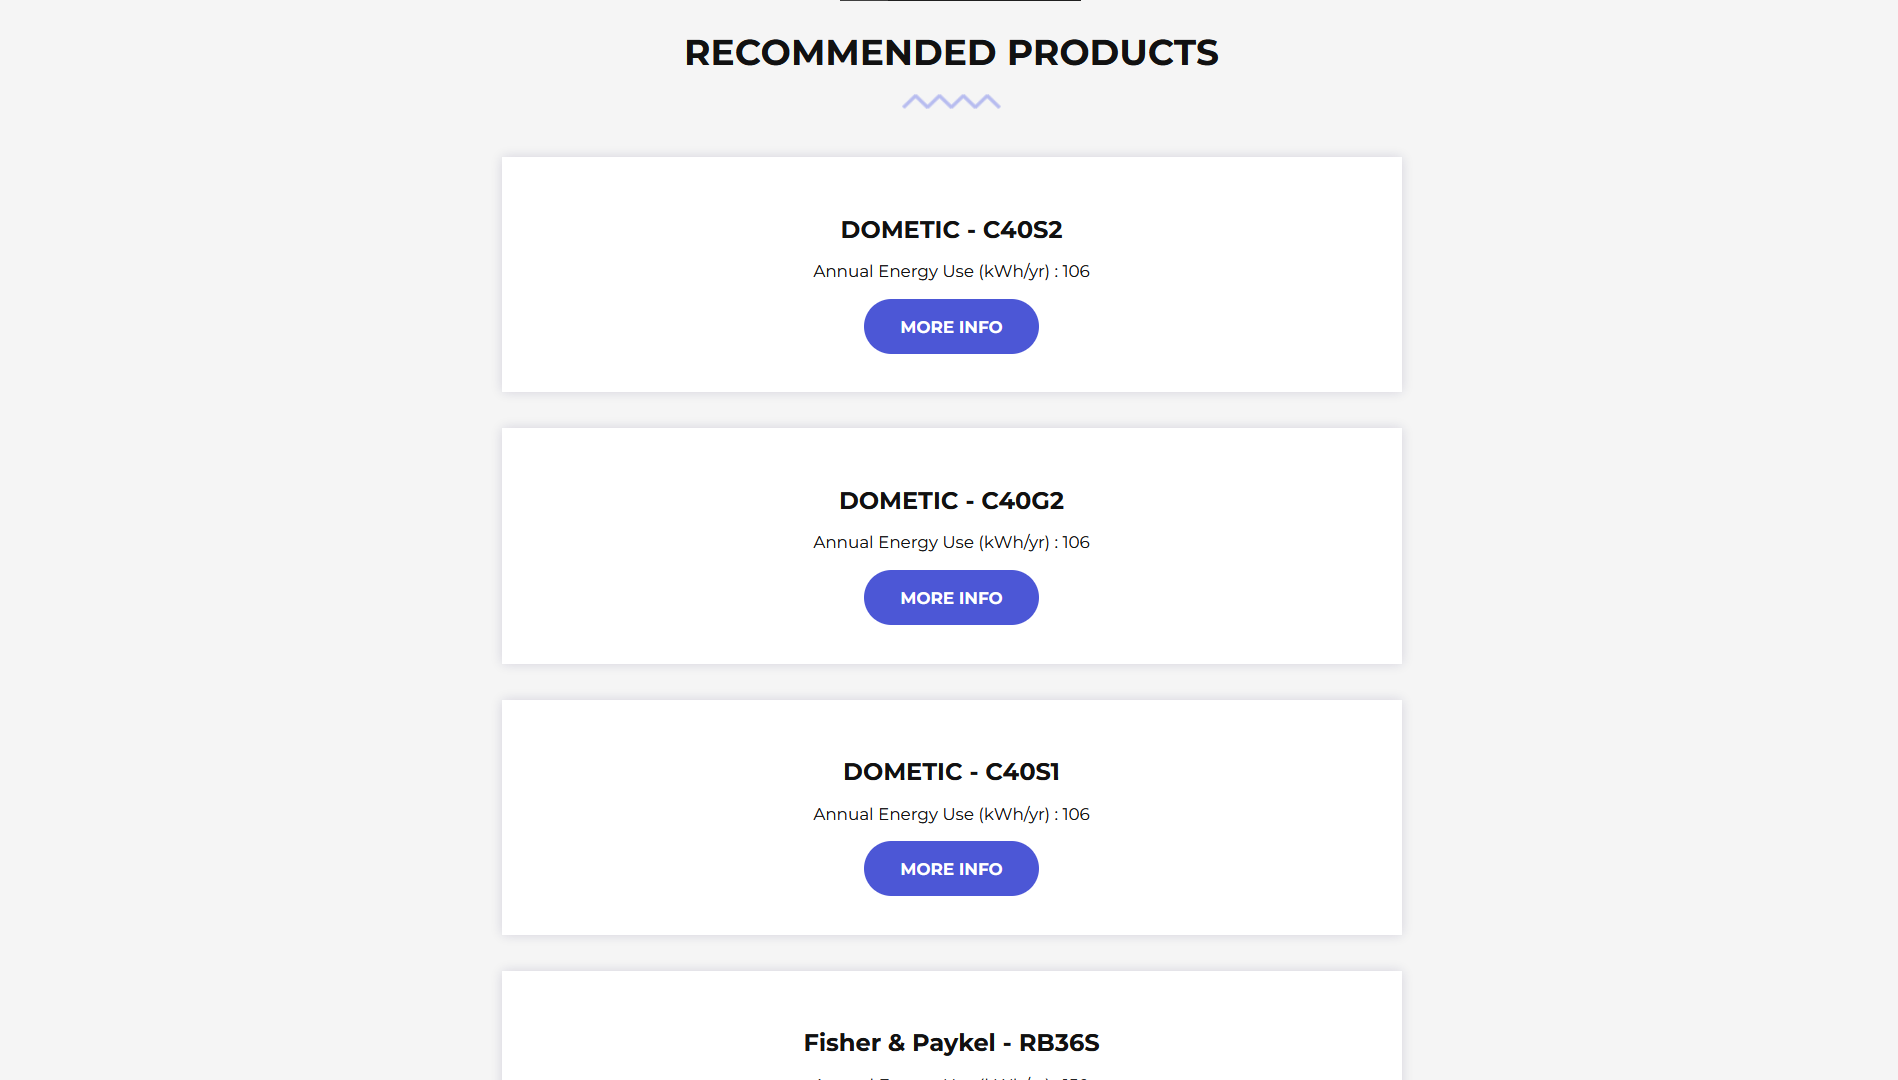 RECOMMENDED PRODUCTS
DOMETIC - C40S2
Annual Energy Use (kWh/yr) : 106
MORE INFO
DOMETIC - C40G2
Annual Energy Use (kWh/yr) : 106
MORE INFO
DOMETIC - C40S1
Annual Energy Use (kWh/yr) : 106
MORE INFO
Fisher & Paykel - RB36S